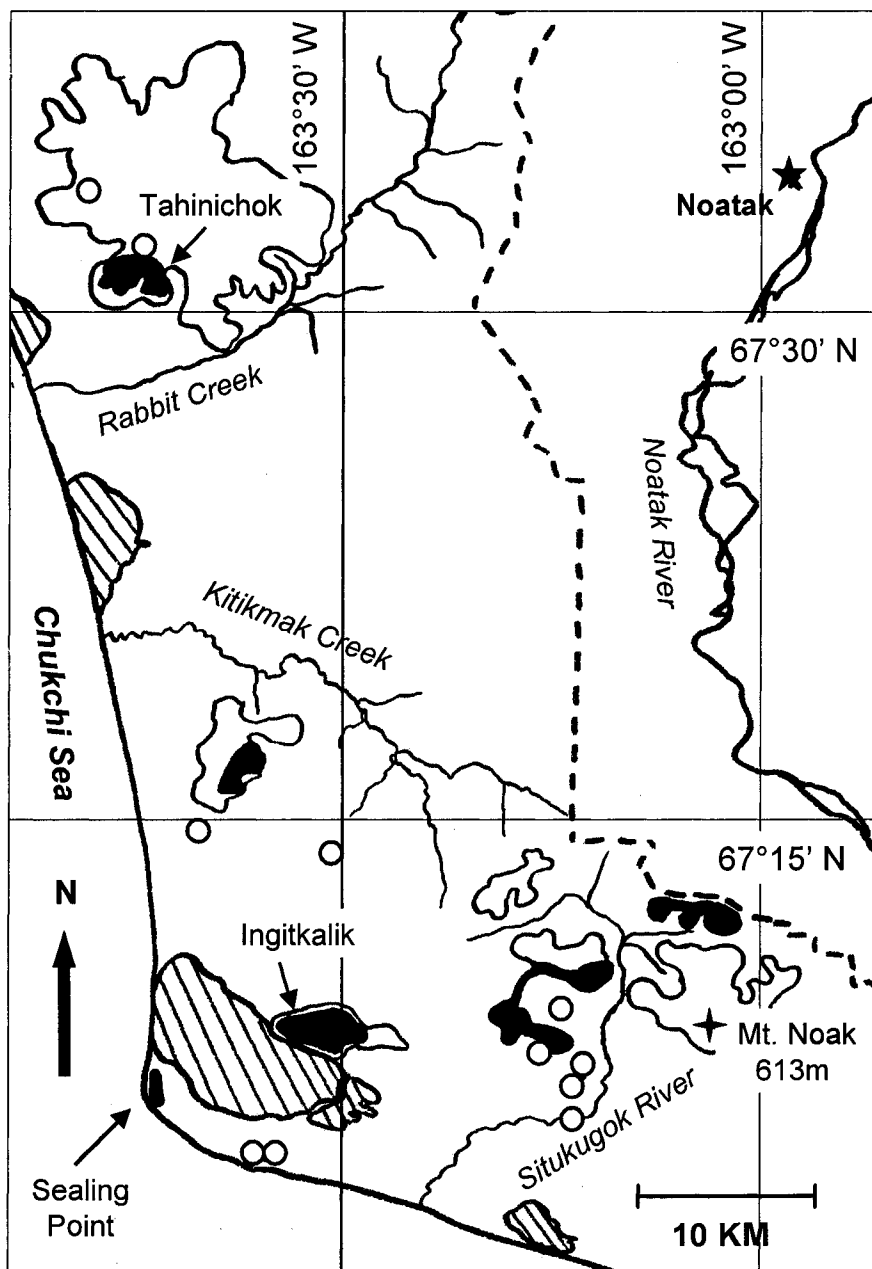 163°30' W
163°00' W
Tahinichok
Noatak
67°30' N
Rabbit Creek
Noatak River
Kitikmak Creek
Chukchi Sea
67°15' N
N
Ingitkalik
Mt. Noak
613m
Situkugok River
Sealing
Point
10 KM